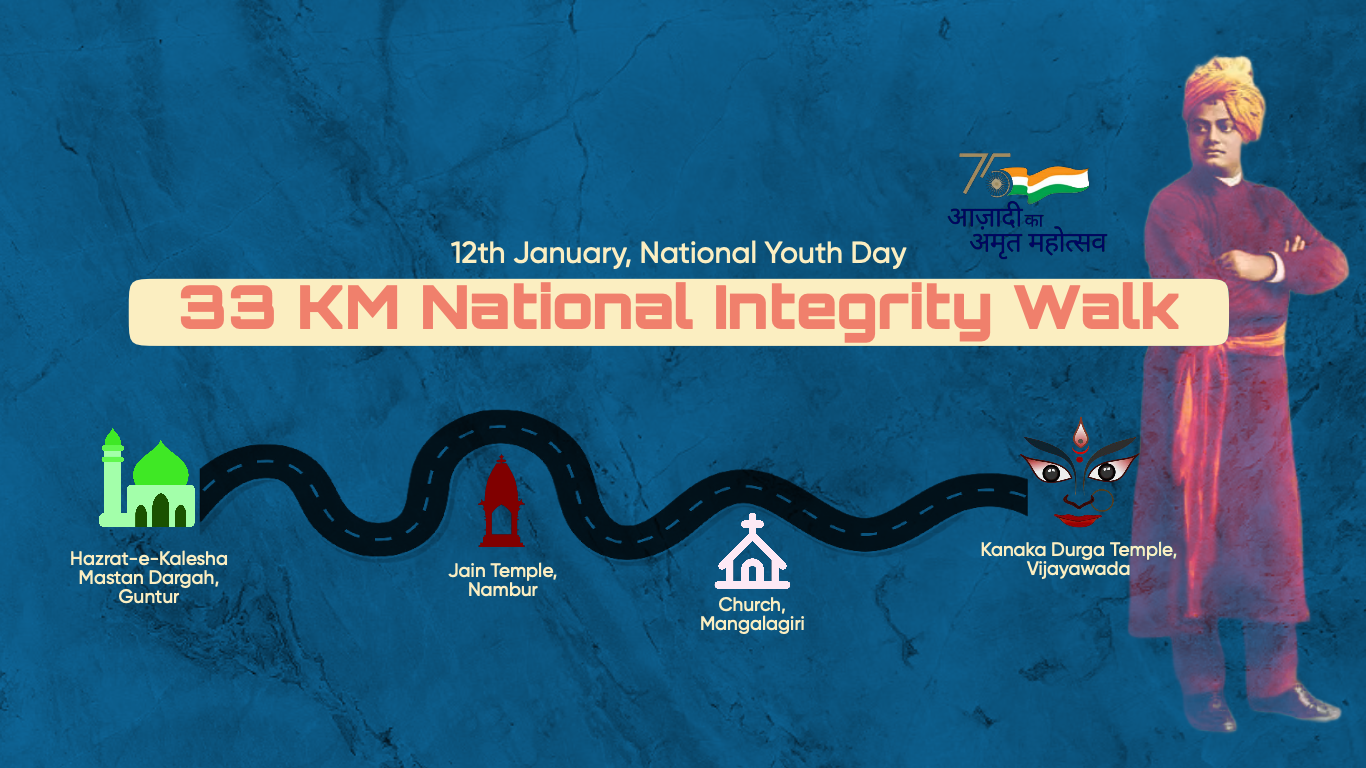 75
आज़ादी का
अमृत महोत्सव
12th January, National Youth Day
33 KM National Integrity Walk
Hazrat-e-Kalesha
Mastan Dargah,
Guntur
Jain Temple,
Nambur
Church,
Mangalagiri
Kanaka Durga Temple,
Vijayawada